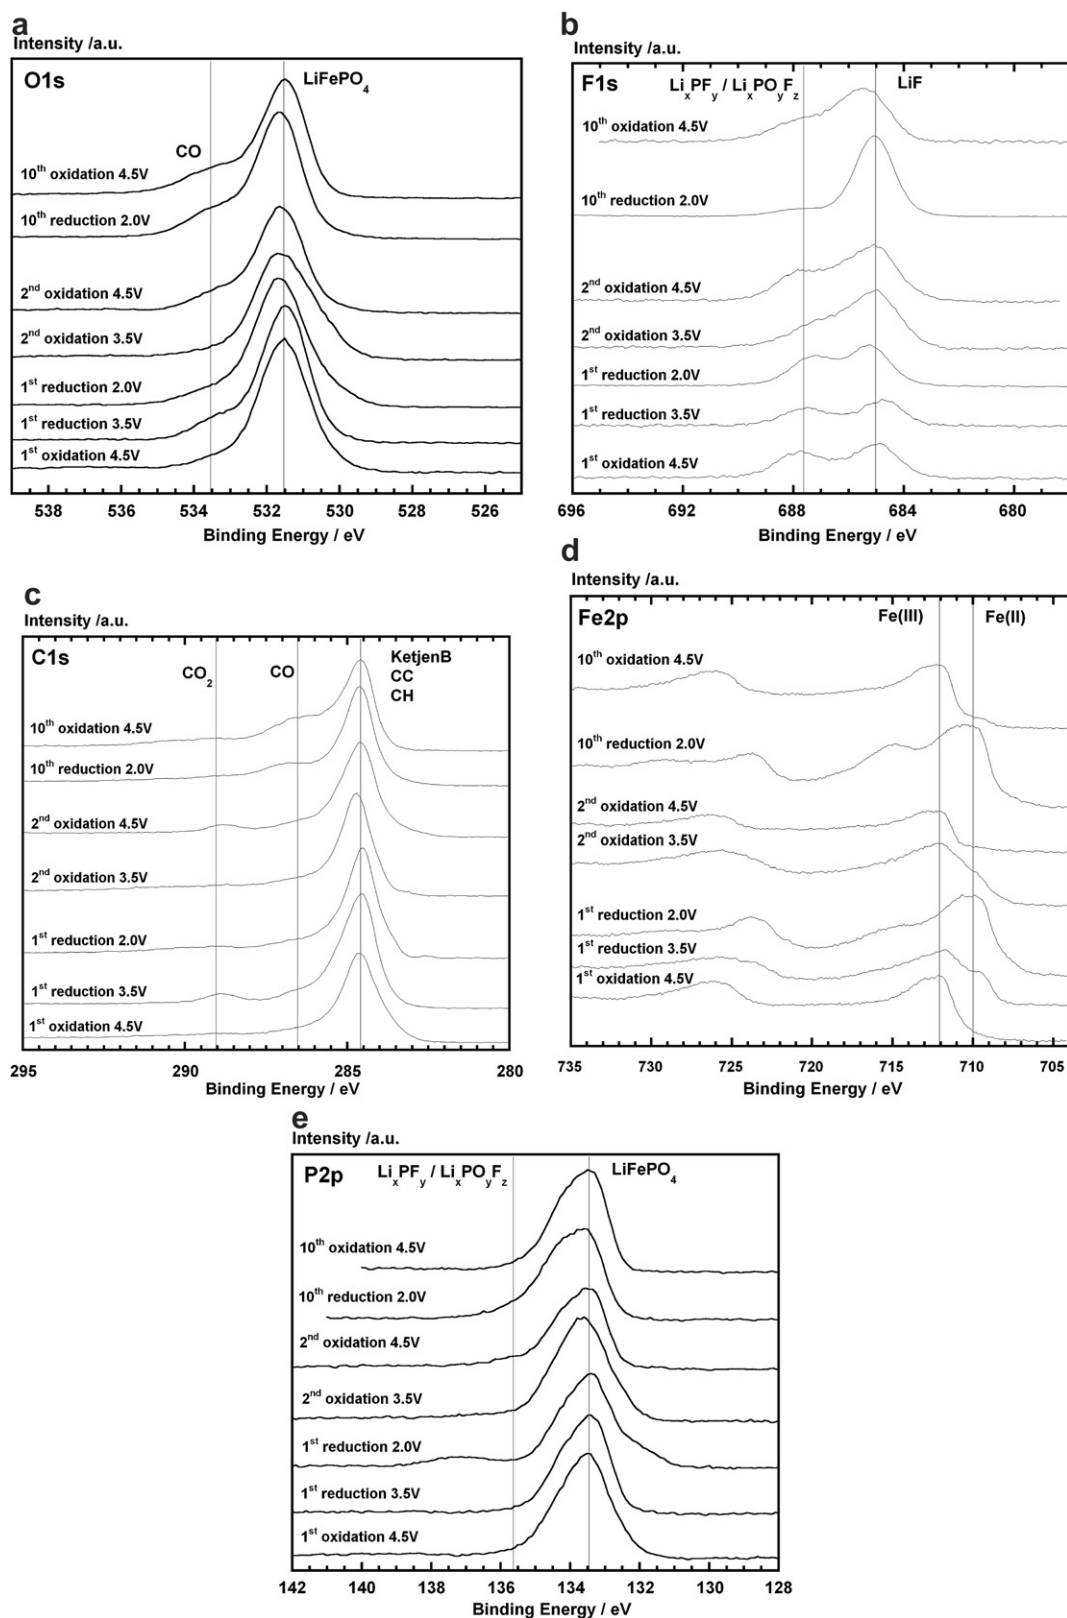 a
Intensity /a.u.
O1s
LiFePO4
CO
10th oxidation 4.5V
10th reduction 2.0V
2nd oxidation 4.5V
2nd oxidation 3.5V
1st reduction 2.0V
1st reduction 3.5V
1st oxidation 4.5V
538 536 534 532 530 528 526
Binding Energy / eV
b
Intensity /a.u.
F1s
LixPFy / LixPOyFz
LiF
10th oxidation 4.5V
10th reduction 2.0V
2nd oxidation 4.5V
2nd oxidation 3.5V
1st reduction 2.0V
1st reduction 3.5V
1st oxidation 4.5V
696 692 688 684 680
Binding Energy / eV
c
Intensity /a.u.
C1s
CO2
CO
KetjenB
CC
CH
10th oxidation 4.5V
10th reduction 2.0V
2nd oxidation 4.5V
2nd oxidation 3.5V
1st reduction 2.0V
1st reduction 3.5V
1st oxidation 4.5V
295 290 285 280
Binding Energy / eV
d
Intensity /a.u.
Fe2p
Fe(III)
Fe(II)
10th oxidation 4.5V
10th reduction 2.0V
2nd oxidation 4.5V
2nd oxidation 3.5V
1st reduction 2.0V
1st reduction 3.5V
1st oxidation 4.5V
735 730 725 720 715 710 705
Binding Energy / eV
e
Intensity /a.u.
P2p
LixPFy / LixPOyFz
LiFePO4
10th oxidation 4.5V
10th reduction 2.0V
2nd oxidation 4.5V
2nd oxidation 3.5V
1st reduction 2.0V
1st reduction 3.5V
1st oxidation 4.5V
142 140 138 136 134 132 130 128
Binding Energy / eV